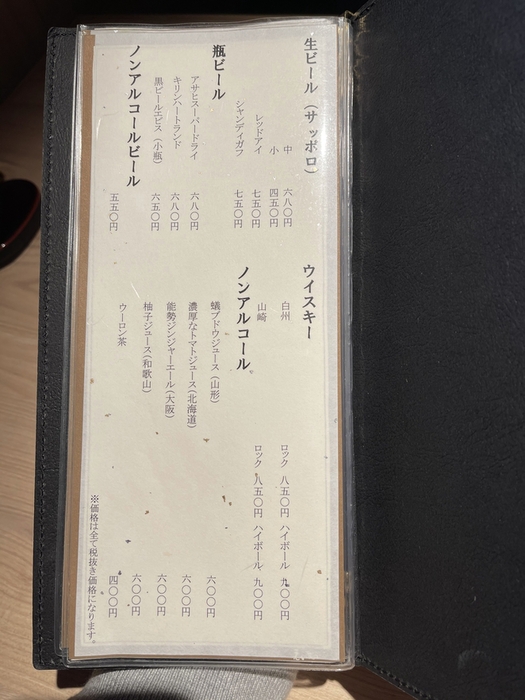 生ビール（サッポロ）
中 六八〇円
小 四五〇円
レッドアイ 七五〇円
シャンディガフ 七五〇円
瓶ビール
アサヒスーパードライ 六八〇円
キリンハートランド 六八〇円
黒ビールエビス（小瓶） 六五〇円
ノンアルコールビール 五五〇円
ウイスキー
白州 ロック 八五〇円 ハイボール 九〇〇円
山崎 ロック 八五〇円 ハイボール 九〇〇円
ノンアルコール
蟻ブドウジュース（山形） 六〇〇円
濃厚なトマトジュース（北海道） 六〇〇円
能勢ジンジャーエール（大阪） 六〇〇円
柚子ジュース（和歌山） 六〇〇円
ウーロン茶 四〇〇円
※価格は全て税抜き価格になります。